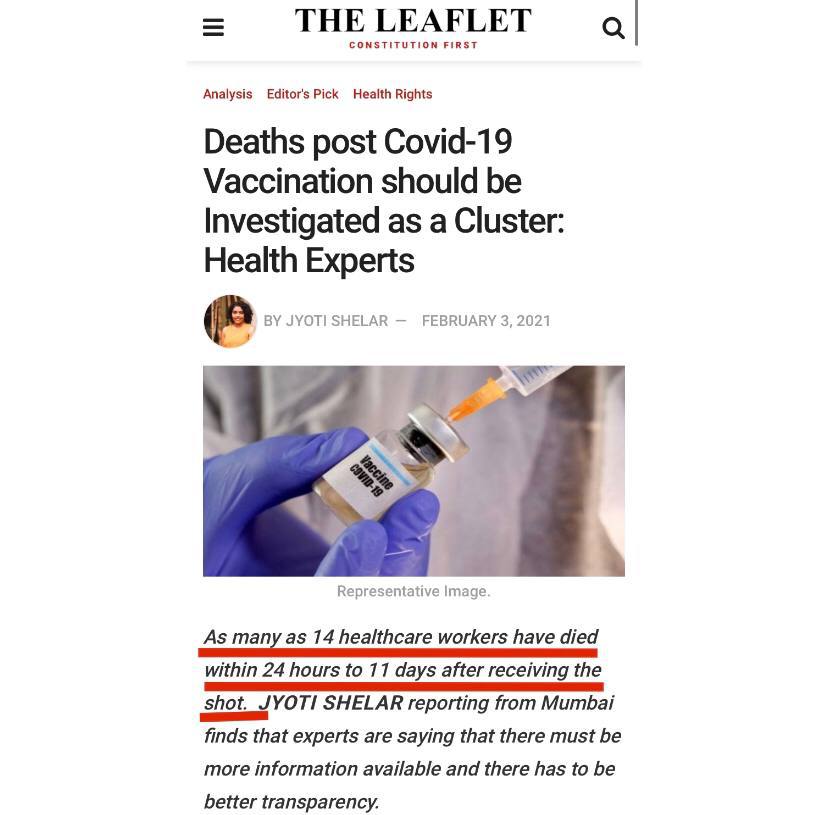 THE LEAFLET
CONSTITUTION FIRST
Analysis Editor's Pick Health Rights
Deaths post Covid-19
Vaccination should be
Investigated as a Cluster:
Health Experts
BY JYOTI SHELAR — FEBRUARY 3, 2021
Vaccine
COVID-19
Representative Image.
As many as 14 healthcare workers have died
within 24 hours to 11 days after receiving the
shot. JYOTI SHELAR reporting from Mumbai
finds that experts are saying that there must be
more information available and there has to be
better transparency.